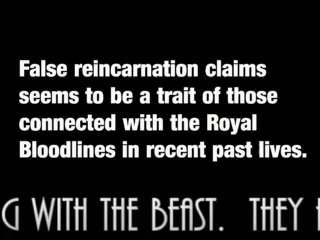 False reincarnation claims
seems to be a trait of those
connected with the Royal
Bloodlines in recent past lives.
G WITH THE BEAST. THEY